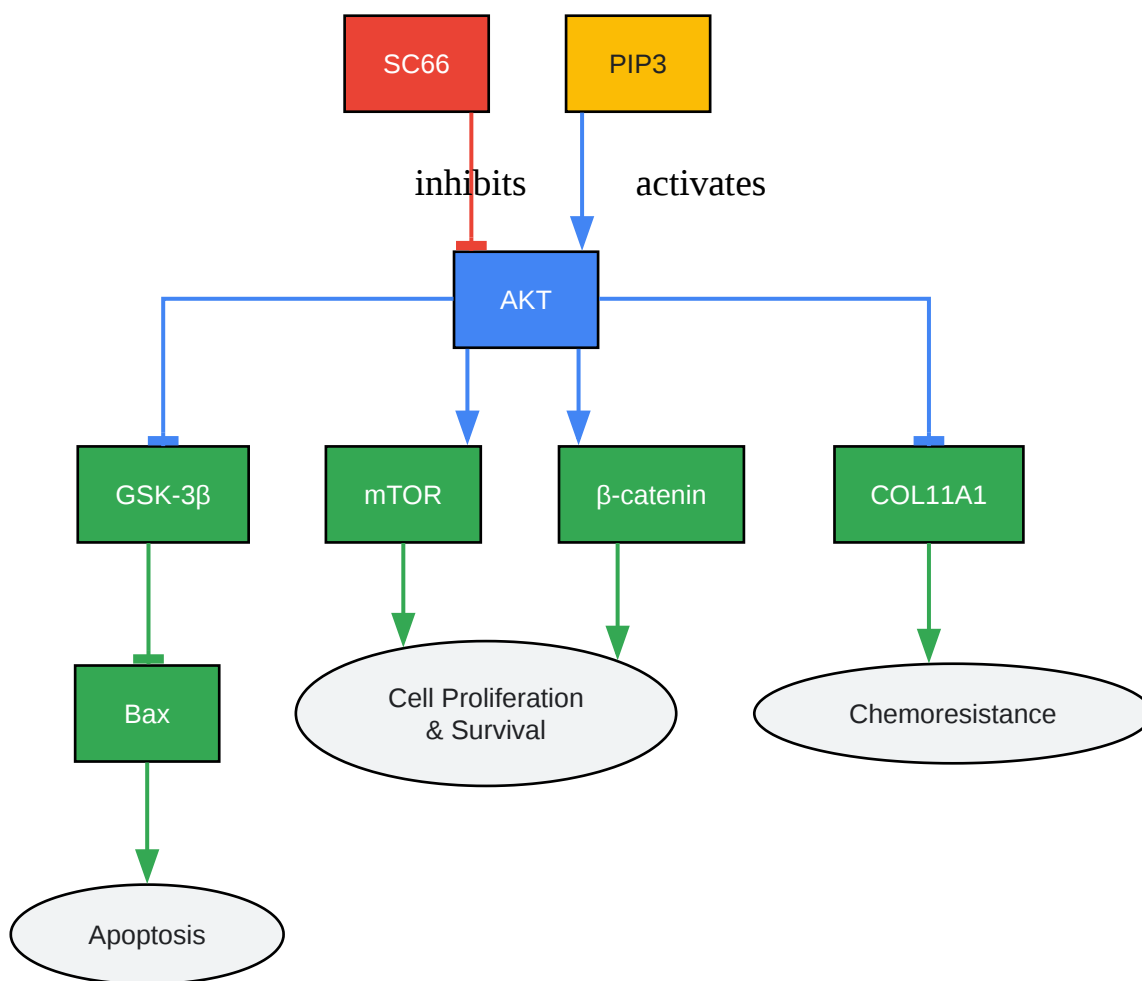 SC66
PIP3
inhibits
activates
AKT
GSK-3β
mTOR
β-catenin
COL11A1
Bax
Cell Proliferation
& Survival
Chemoresistance
Apoptosis